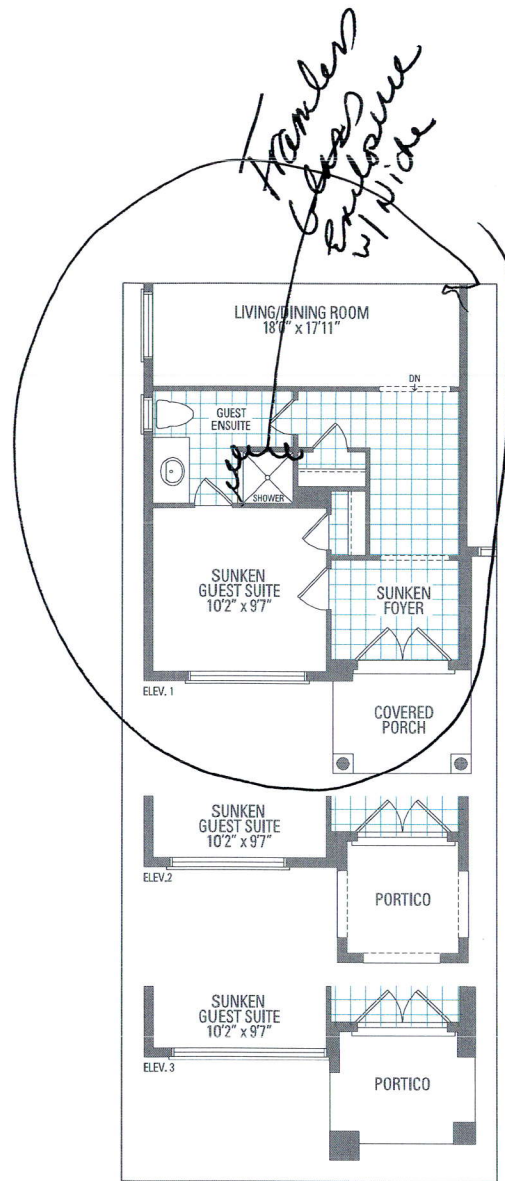 Frameless
Glass
Enclosure
w/ Niche
LIVING/DINING ROOM
18'0" x 17'11"
DN
GUEST
ENSUITE
SHOWER
SUNKEN
GUEST SUITE
10'2" x 9'7"
SUNKEN
FOYER
ELEV. 1
COVERED
PORCH
SUNKEN
GUEST SUITE
10'2" x 9'7"
ELEV.2
PORTICO
SUNKEN
GUEST SUITE
10'2" x 9'7"
ELEV. 3
PORTICO